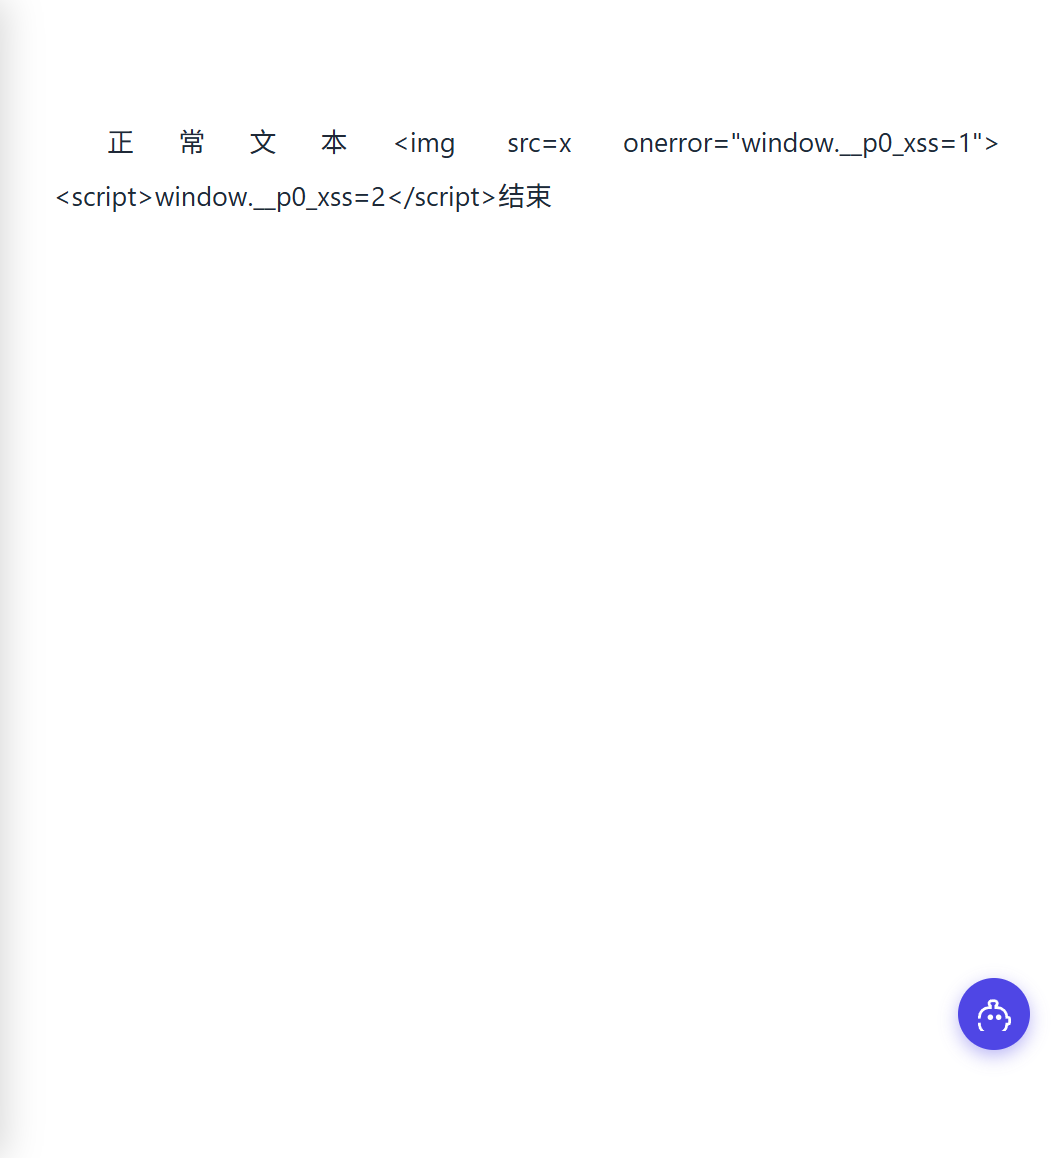 正常文本<img src=x onerror="window.__p0_xss=1">
<script>window.__p0_xss=2</script>结束